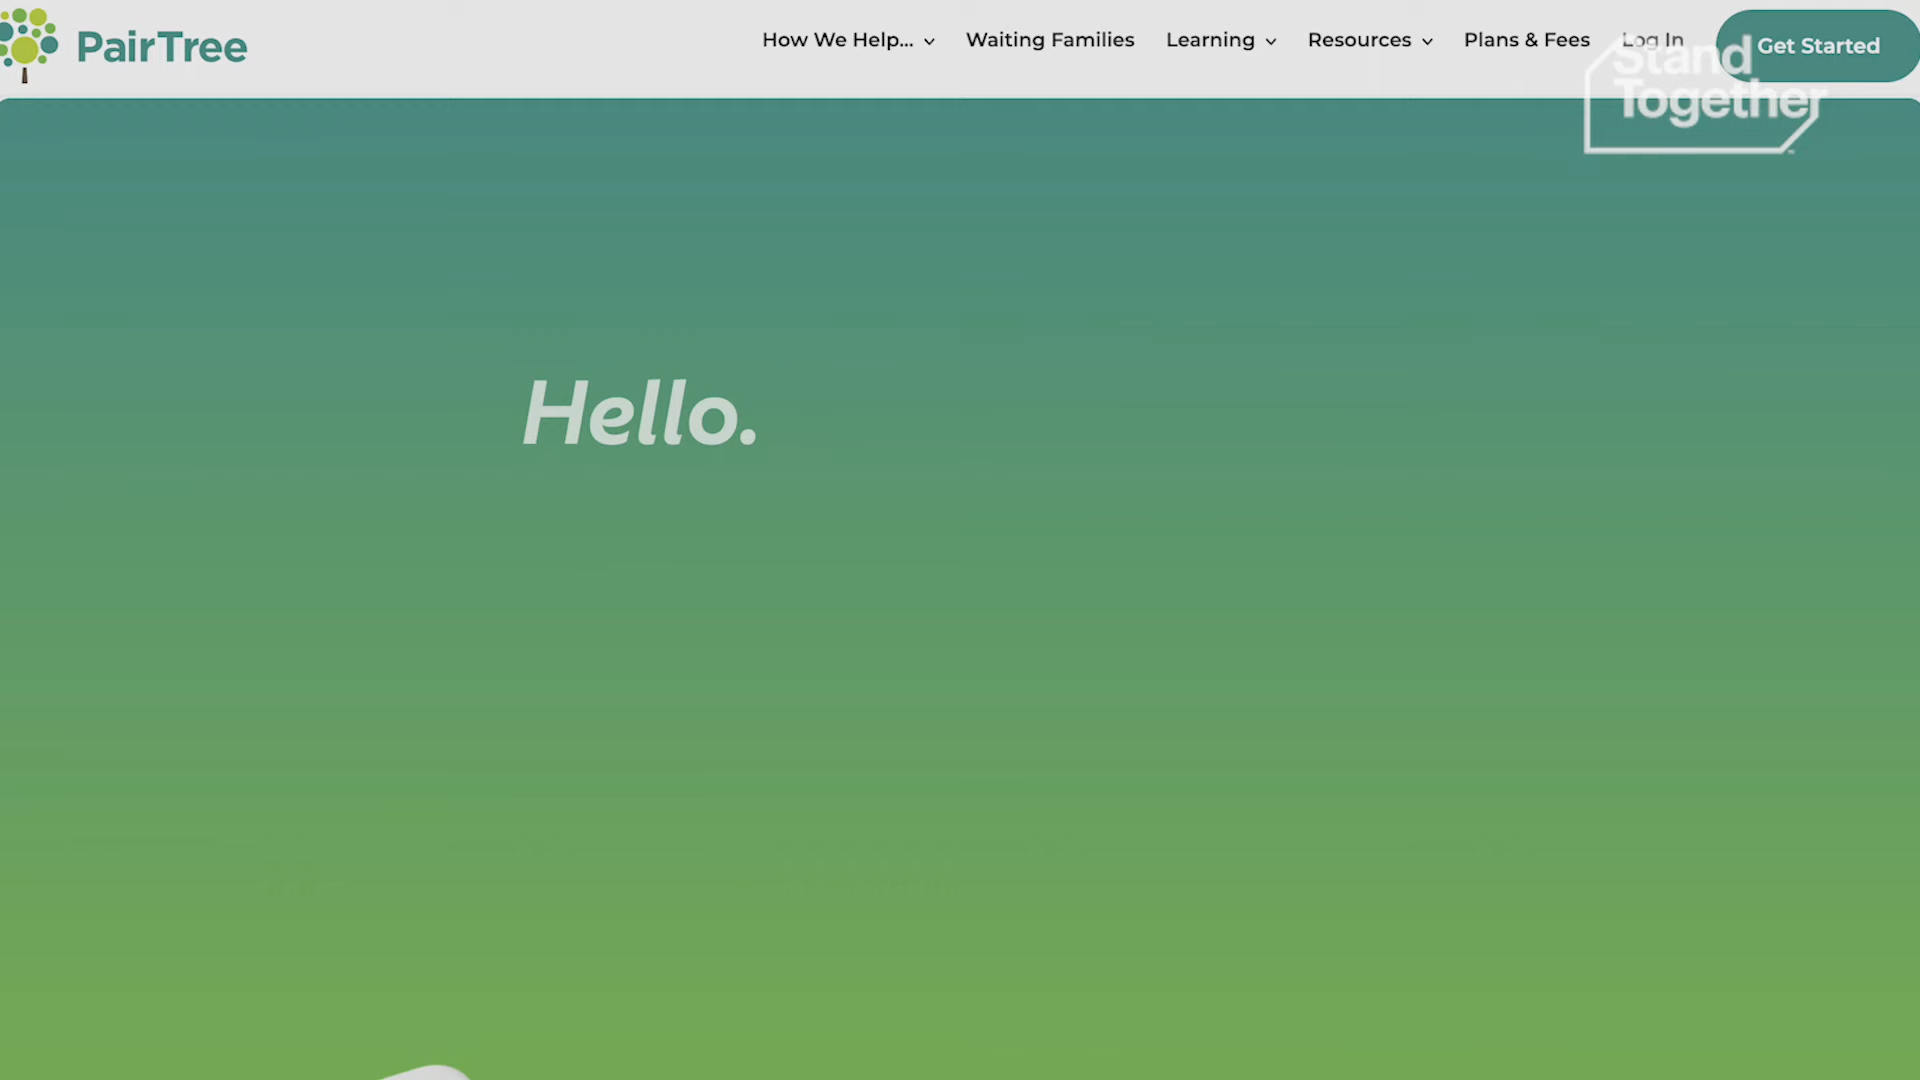 PairTree
How We Help...
Waiting Families
Learning
Resources
Plans & Fees
Log In
Get Started
Stand
Together
Hello.